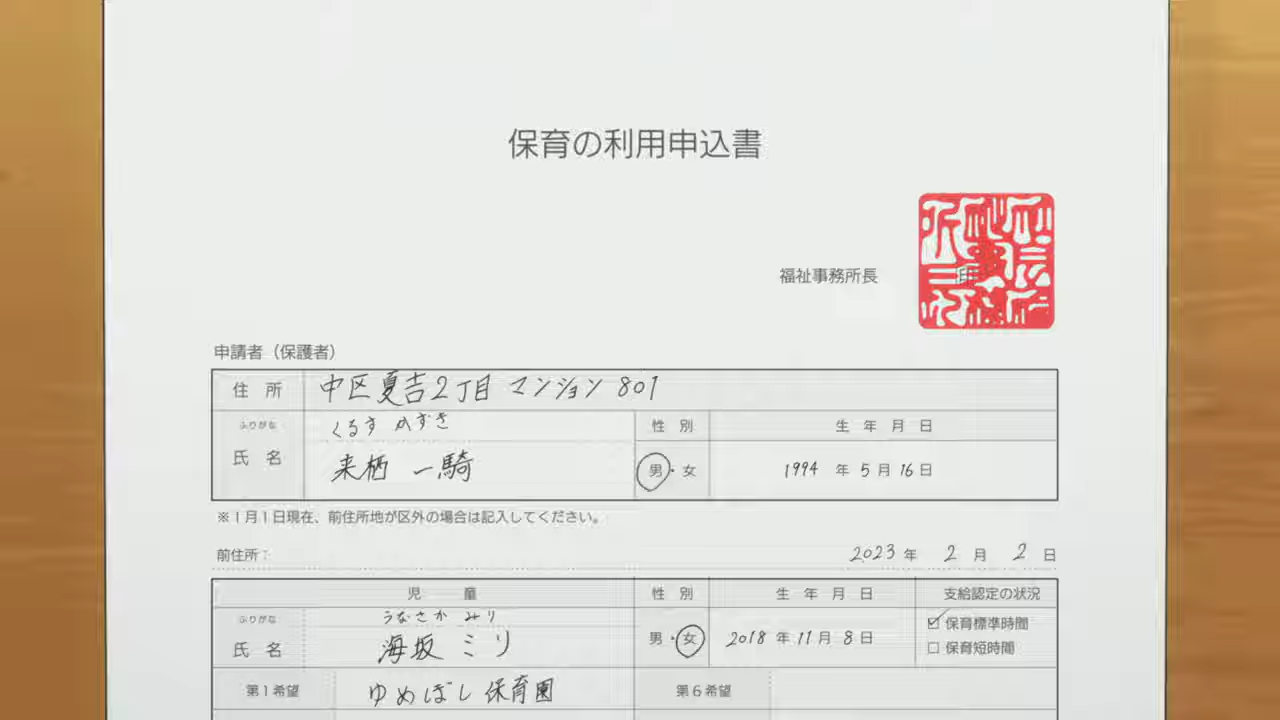 保育の利用申込書
福祉事務所長 印
申請者（保護者）
住 所 中区夏吉2丁目 マンション 801
ふりがな くるす かずき 性 別 生 年 月 日
氏 名 来栖 一騎 男・女 1994 年 5 月 16 日
※1月1日現在、前住所地が区外の場合は記入してください。
前住所： 2023 年 2 月 2 日
児 童 性 別 生 年 月 日 支給認定の状況
ふりがな うなさか みり
氏 名 海坂 ミリ 男・女 2018 年 11 月 8 日 ☑ 保育標準時間
☐ 保育短時間
第1希望 ゆめぼし 保育園 第6希望